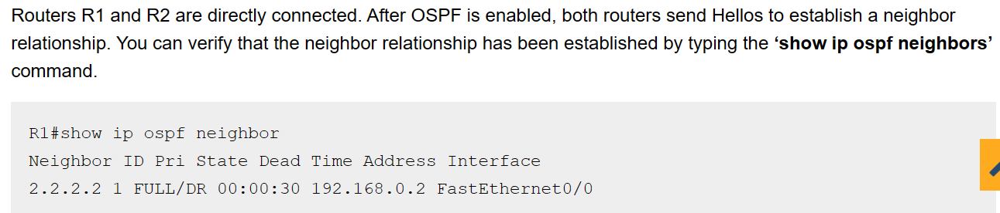 Routers R1 and R2 are directly connected. After OSPF is enabled, both routers send Hellos to establish a neighbor
relationship. You can verify that the neighbor relationship has been established by typing the ‘show ip ospf neighbors’
command.
R1#show ip ospf neighbor
Neighbor ID Pri State Dead Time Address Interface
2.2.2.2 1 FULL/DR 00:00:30 192.168.0.2 FastEthernet0/0